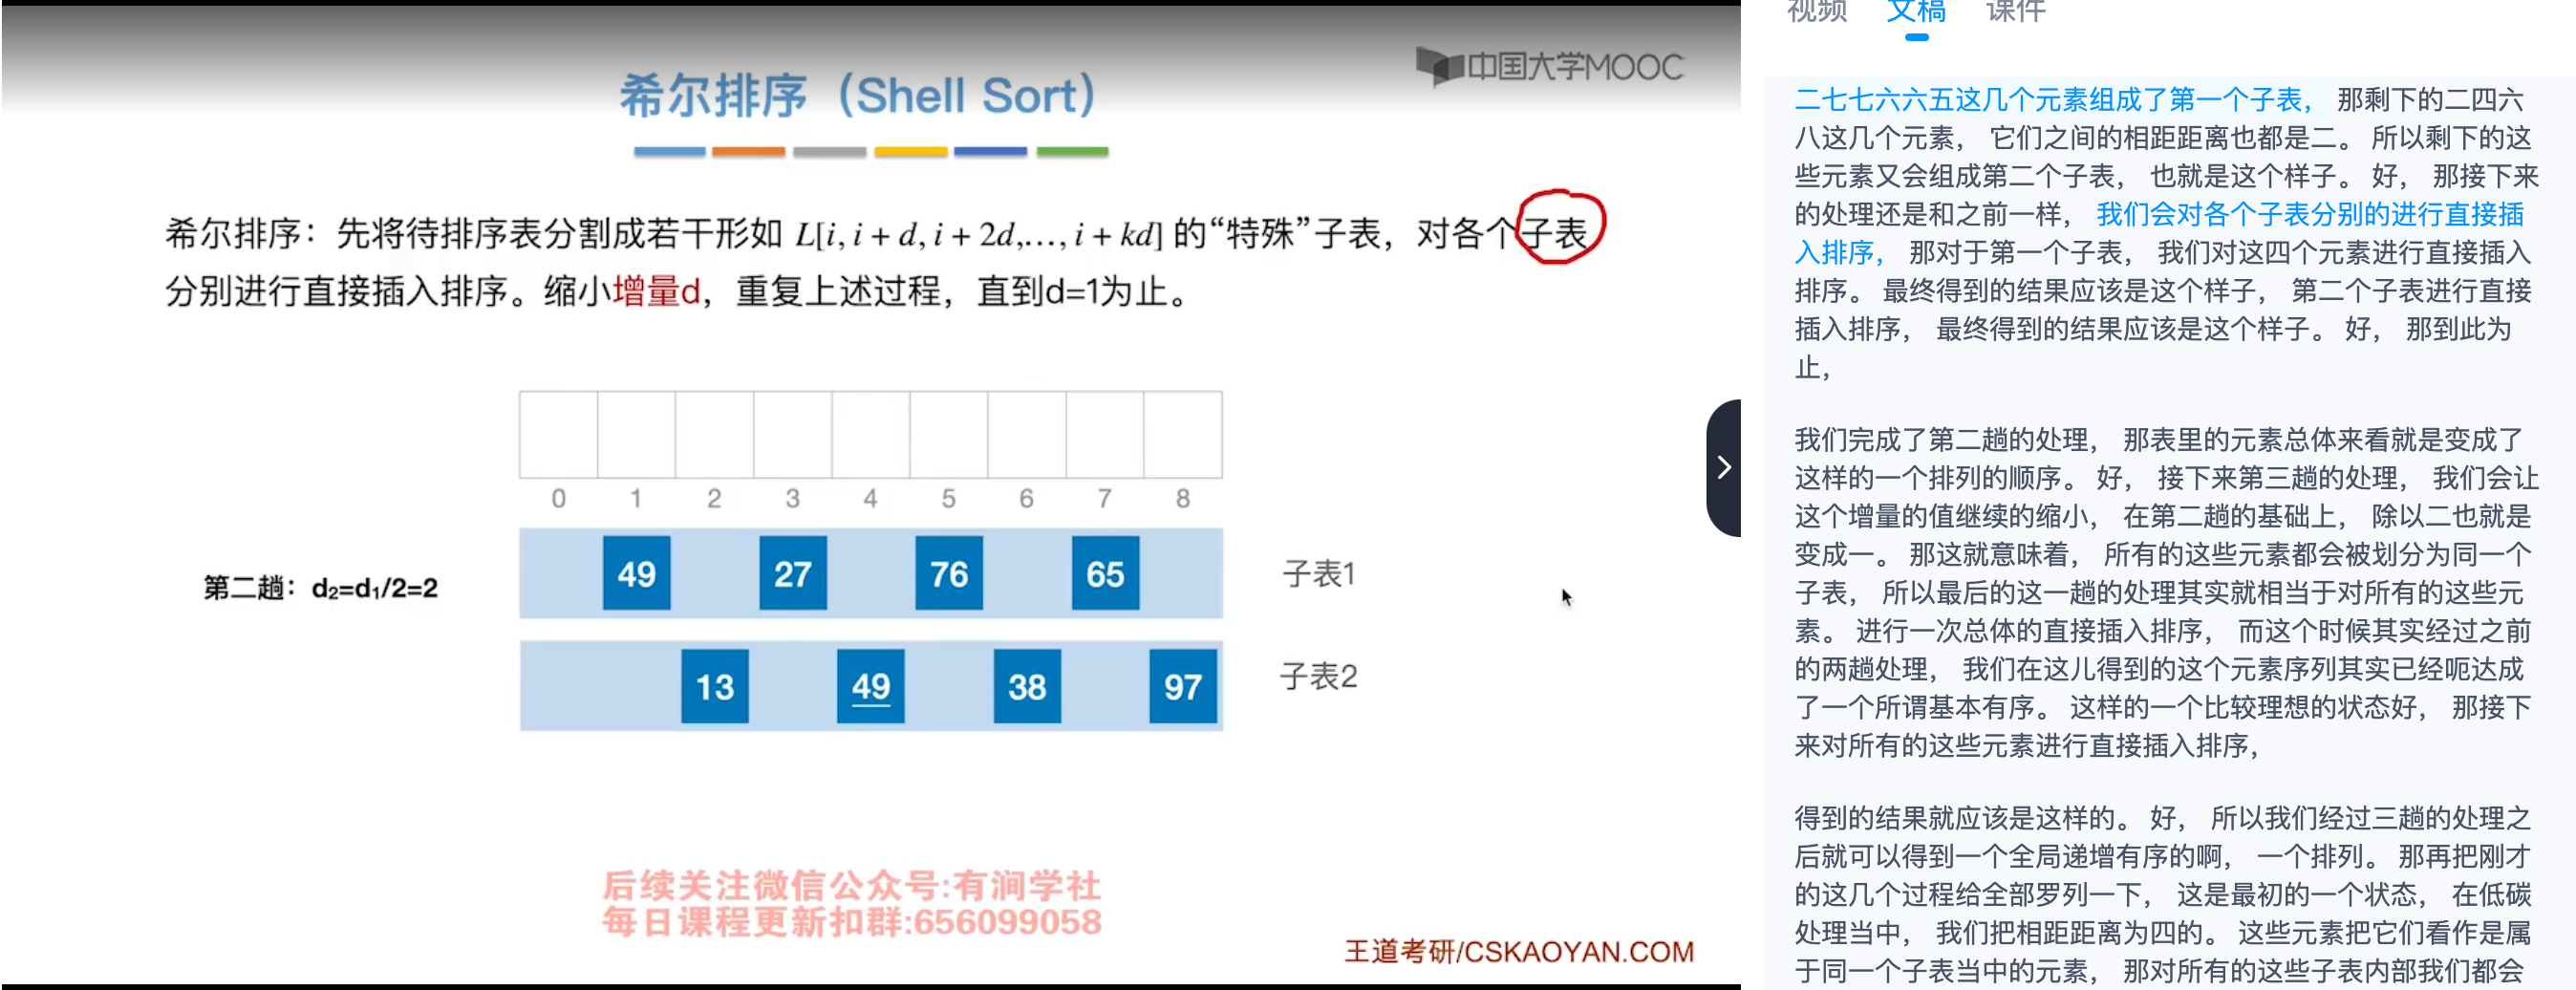 中国大学MOOC
希尔排序（Shell Sort）
希尔排序：先将待排序表分割成若干形如 L[i, i + d, i + 2d,…, i + kd] 的“特殊”子表，对各个子表
分别进行直接插入排序。缩小增量d，重复上述过程，直到d=1为止。
0 1 2 3 4 5 6 7 8
第二趟：d₂=d₁/2=2
49 27 76 65 子表1
13 49 38 97 子表2
后续关注微信公众号:有涧学社
每日课程更新扣群:656099058
王道考研/CSKAOYAN.COM
视频 文稿 课件
二七七六六五这几个元素组成了第一个子表， 那剩下的二四六
八这几个元素， 它们之间的相距距离也都是二。 所以剩下的这
些元素又会组成第二个子表， 也就是这个样子。 好， 那接下来
的处理还是和之前一样， 我们会对各个子表分别的进行直接插
入排序， 那对于第一个子表， 我们对这四个元素进行直接插入
排序。 最终得到的结果应该是这个样子， 第二个子表进行直接
插入排序， 最终得到的结果应该是这个样子。 好， 那到此为
止，
我们完成了第二趟的处理， 那表里的元素总体来看就是变成了
这样的一个排列的顺序。 好， 接下来第三趟的处理， 我们会让
这个增量的值继续的缩小， 在第二趟的基础上， 除以二也就是
变成一。 那这就意味着， 所有的这些元素都会被划分为同一个
子表， 所以最后的这一趟的处理其实就相当于对所有的这些元
素。 进行一次总体的直接插入排序， 而这个时候其实经过之前
的两趟处理， 我们在这儿得到的这个元素序列其实已经呃达成
了一个所谓基本有序。 这样的一个比较理想的状态好， 那接下
来对所有的这些元素进行直接插入排序，
得到的结果就应该是这样的。 好， 所以我们经过三趟的处理之
后就可以得到一个全局递增有序的啊， 一个排列。 那再把刚才
的这几个过程给全部罗列一下， 这是最初的一个状态， 在低碳
处理当中， 我们把相距距离为四的。 这些元素把它们看作是属
于同一个子表当中的元素， 那对所有的这些子表内部我们都会